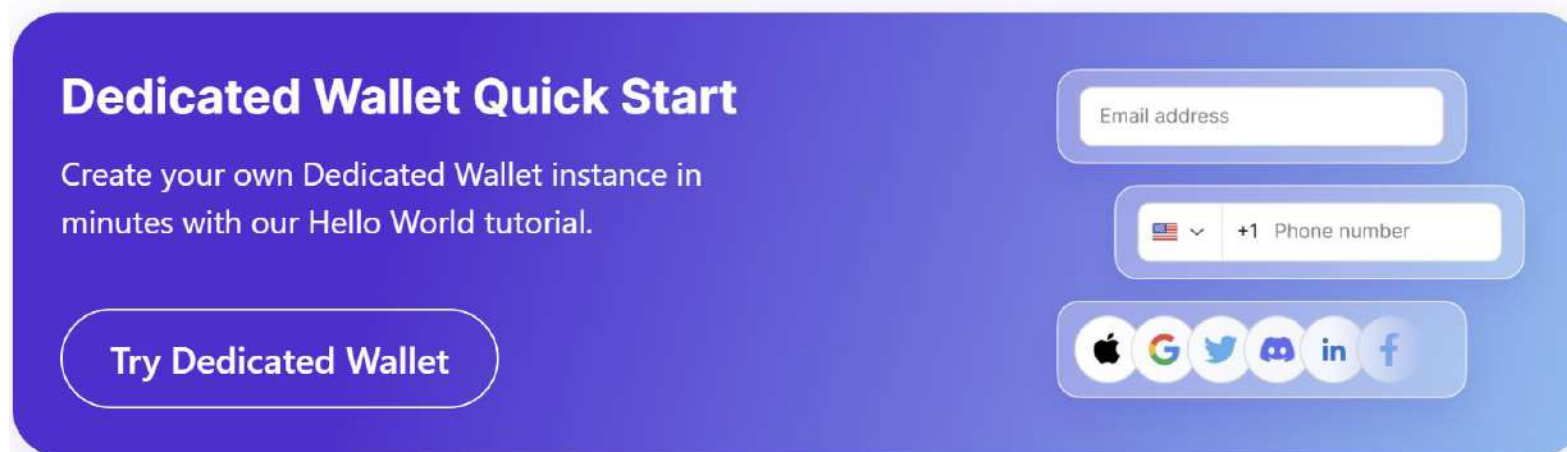 Dedicated Wallet Quick Start
Create your own Dedicated Wallet instance in
minutes with our Hello World tutorial.
Try Dedicated Wallet
Email address
+1 Phone number
in